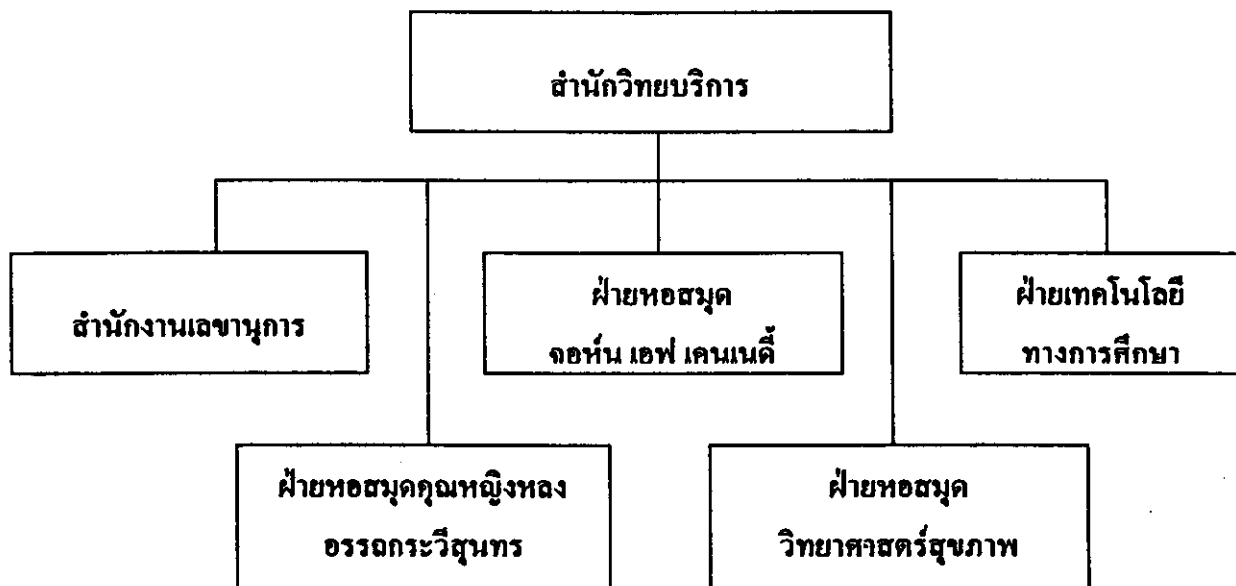 สำนักวิทยบริการ
สำนักงานเลขานุการ
ฝ่ายหอสมุด
จอห์น เอฟ เคนเนดี้
ฝ่ายเทคโนโลยี
ทางการศึกษา
ฝ่ายหอสมุดคุณหญิงหลง
อรรถกระวีสุนทร
ฝ่ายหอสมุด
วิทยาศาสตร์สุขภาพ